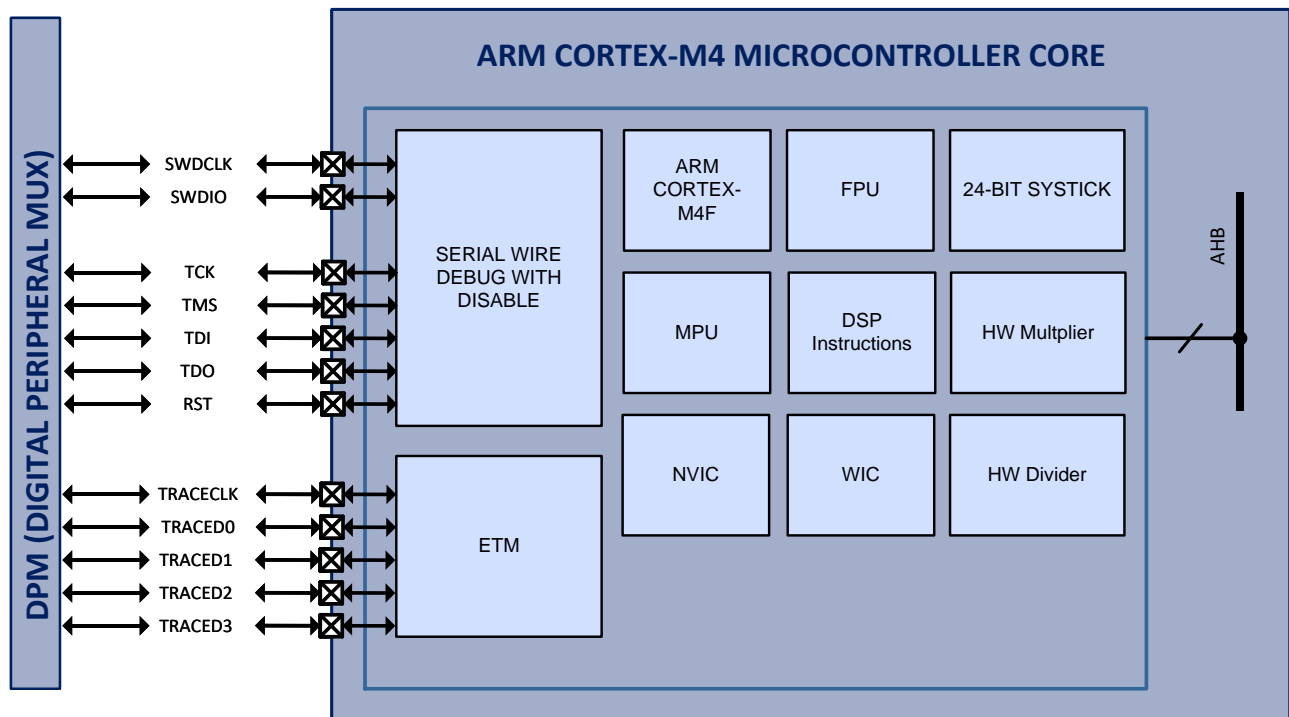 ARM CORTEX-M4 MICROCONTROLLER CORE
DPM (DIGITAL PERIPHERAL MUX)
SWDCLK
SWDIO
TCK
TMS
TDI
TDO
RST
TRACECLK
TRACED0
TRACED1
TRACED2
TRACED3
SERIAL WIRE
DEBUG WITH
DISABLE
ETM
ARM
CORTEX-
M4F
FPU
24-BIT SYSTICK
MPU
DSP
Instructions
HW Multplier
NVIC
WIC
HW Divider
AHB